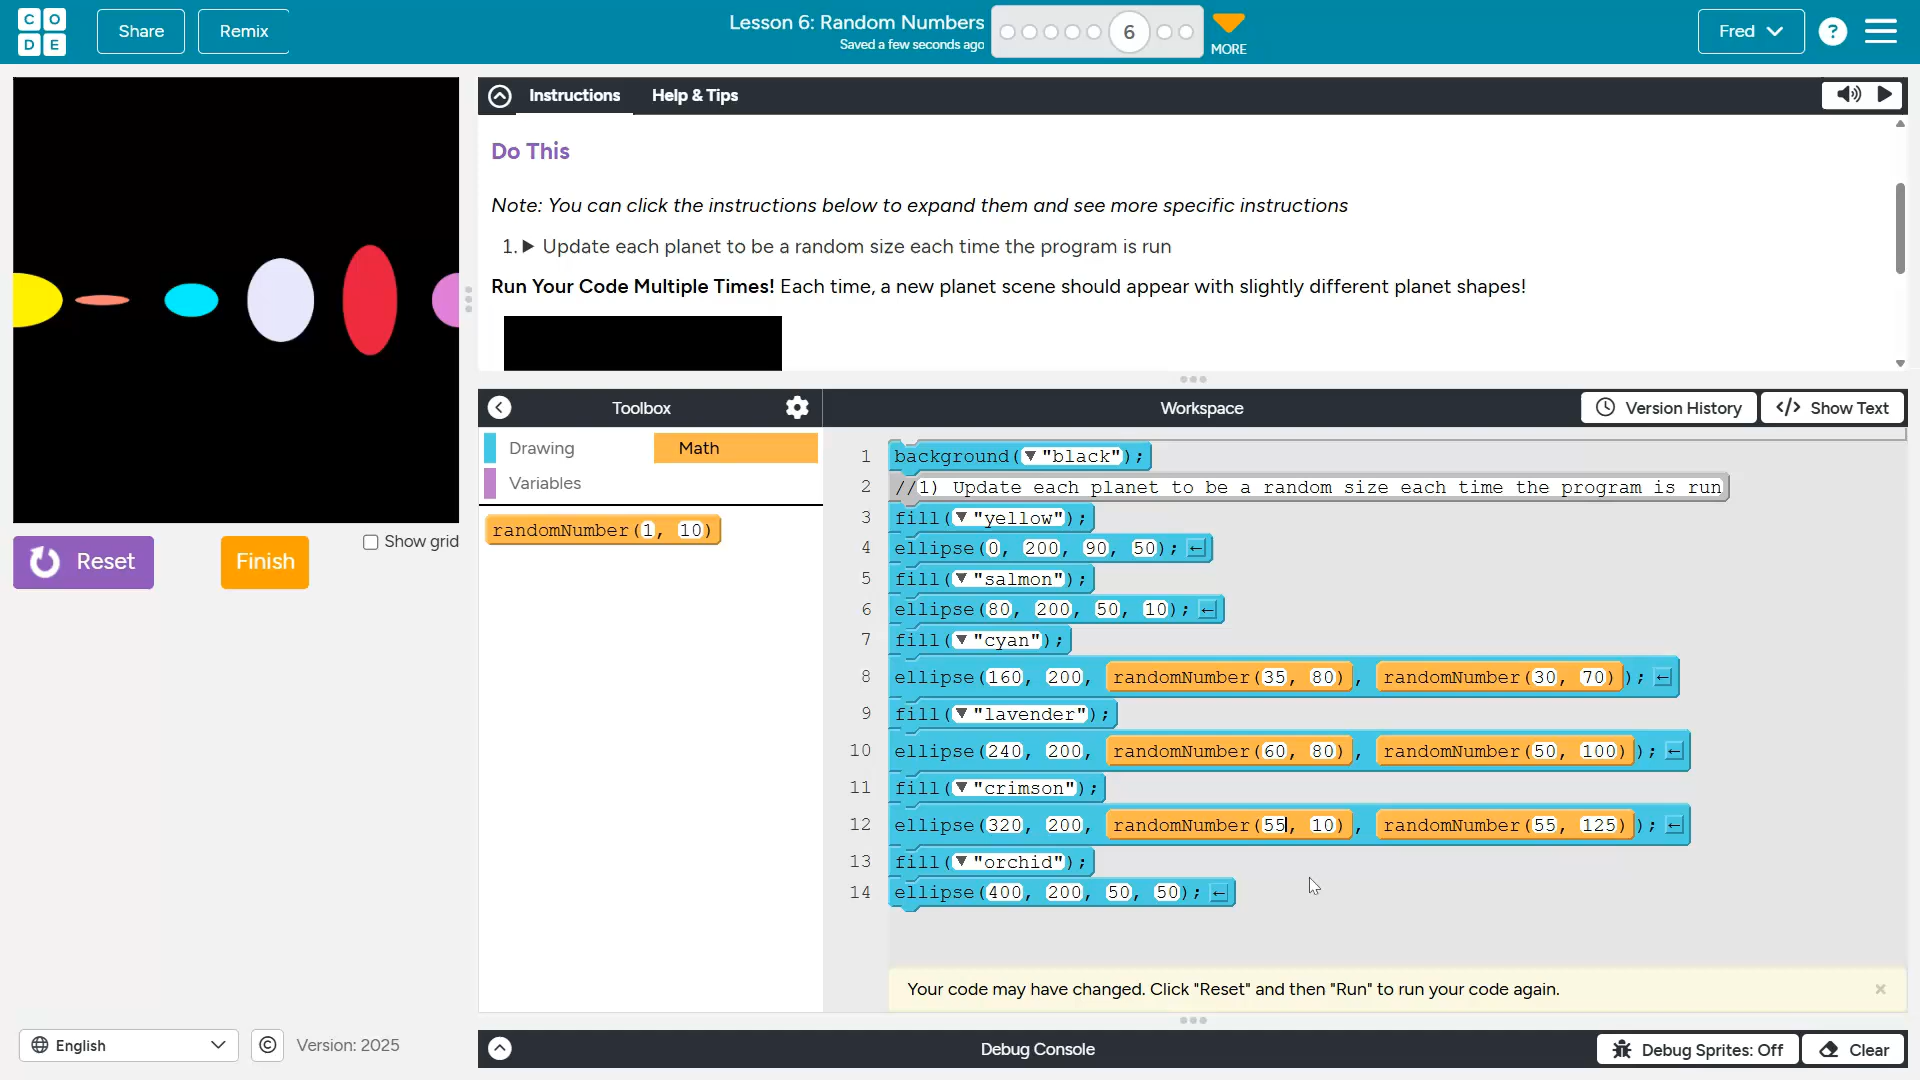 CODE
Share
Remix
Lesson 6: Random Numbers
Saved a few seconds ago
6
MORE
Fred
?
Instructions
Help & Tips
Do This
Note: You can click the instructions below to expand them and see more specific instructions
1. ▶ Update each planet to be a random size each time the program is run
Run Your Code Multiple Times! Each time, a new planet scene should appear with slightly different planet shapes!
Reset
Finish
Show grid
Toolbox
Workspace
Version History
</> Show Text
Drawing
Math
Variables
randomNumber(1, 10)
1 background(▼"black");
2 //1) Update each planet to be a random size each time the program is run
3 fill(▼"yellow");
4 ellipse(0, 200, 90, 50); ←
5 fill(▼"salmon");
6 ellipse(80, 200, 50, 10); ←
7 fill(▼"cyan");
8 ellipse(160, 200, randomNumber(35, 80), randomNumber(30, 70)); ←
9 fill(▼"lavender");
10 ellipse(240, 200, randomNumber(60, 80), randomNumber(50, 100)); ←
11 fill(▼"crimson");
12 ellipse(320, 200, randomNumber(55, 10), randomNumber(55, 125)); ←
13 fill(▼"orchid");
14 ellipse(400, 200, 50, 50); ←
Your code may have changed. Click "Reset" and then "Run" to run your code again.
×
English
©
Version: 2025
Debug Console
Debug Sprites: Off
Clear